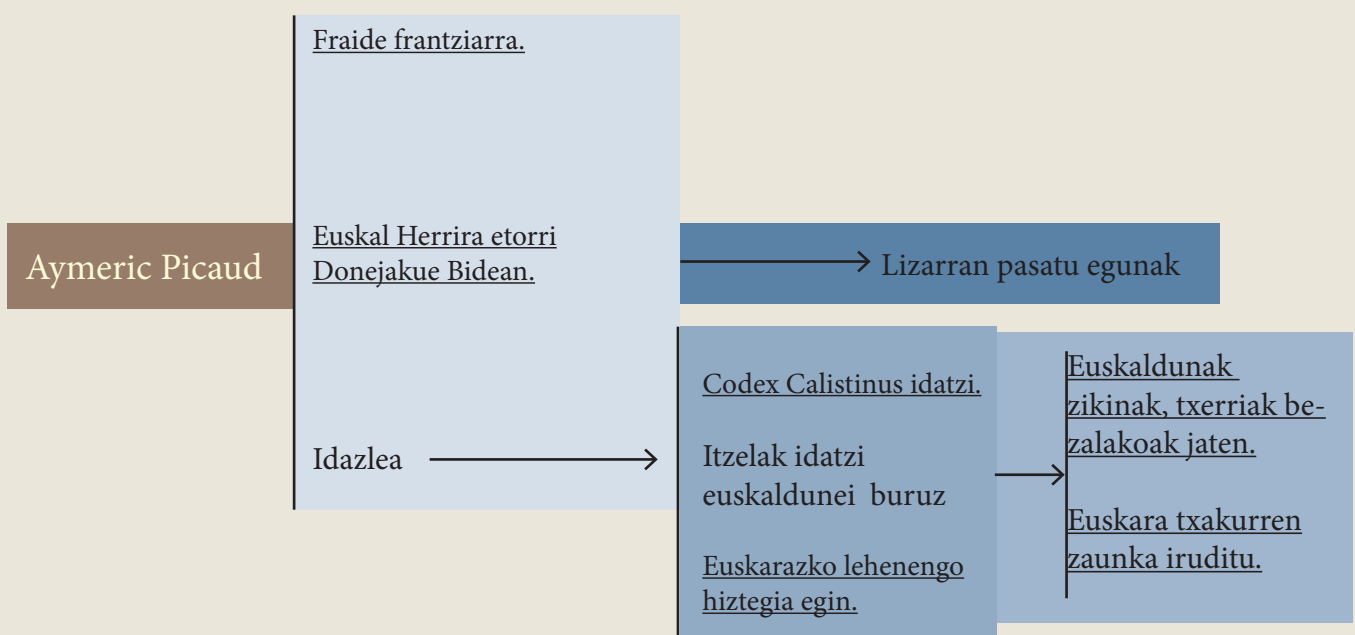 Fraide frantziarra.
Aymeric Picaud
Euskal Herrira etorri
Donejakue Bidean.
Lizarran pasatu egunak
Idazlea
Codex Calistinus idatzi.
Itzelak idatzi
euskaldunei buruz
Euskarazko lehenengo
hiztegia egin.
Euskaldunak
zikinak, txerriak be-
zalakoak jaten.
Euskara txakurren
zaunka iruditu.